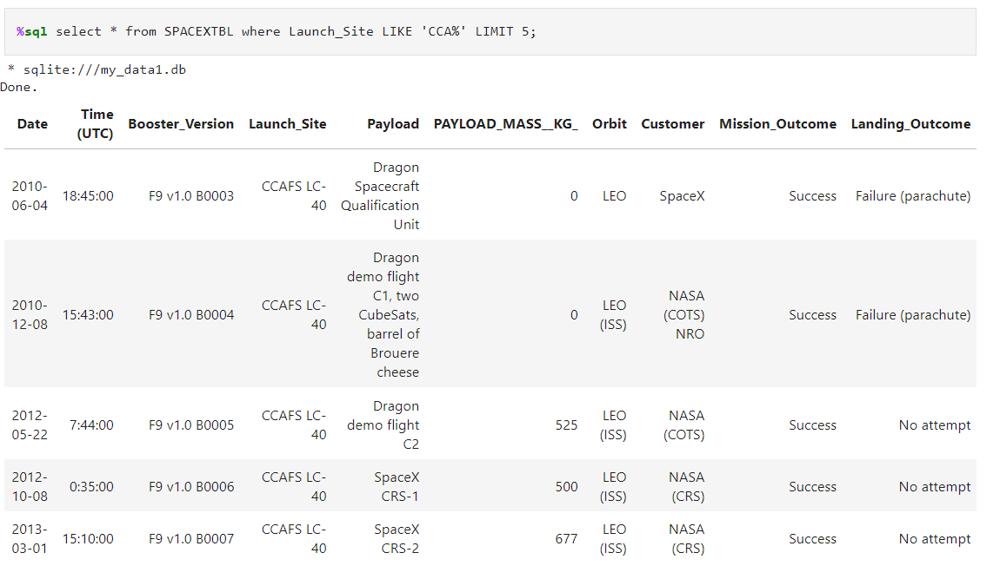 %sql select * from SPACEXTBL where Launch_Site LIKE 'CCA%' LIMIT 5;
* sqlite:///my_data1.db
Done.
Date Time (UTC) Booster_Version Launch_Site Payload PAYLOAD_MASS__KG_ Orbit Customer Mission_Outcome Landing_Outcome
2010-06-04 18:45:00 F9 v1.0 B0003 CCAFS LC-40 Dragon Spacecraft Qualification Unit 0 LEO SpaceX Success Failure (parachute)
2010-12-08 15:43:00 F9 v1.0 B0004 CCAFS LC-40 Dragon demo flight C1, two CubeSats, barrel of Brouere cheese 0 LEO (ISS) NASA (COTS) NRO Success Failure (parachute)
2012-05-22 7:44:00 F9 v1.0 B0005 CCAFS LC-40 Dragon demo flight C2 525 LEO (ISS) NASA (COTS) Success No attempt
2012-10-08 0:35:00 F9 v1.0 B0006 CCAFS LC-40 SpaceX CRS-1 500 LEO (ISS) NASA (CRS) Success No attempt
2013-03-01 15:10:00 F9 v1.0 B0007 CCAFS LC-40 SpaceX CRS-2 677 LEO (ISS) NASA (CRS) Success No attempt